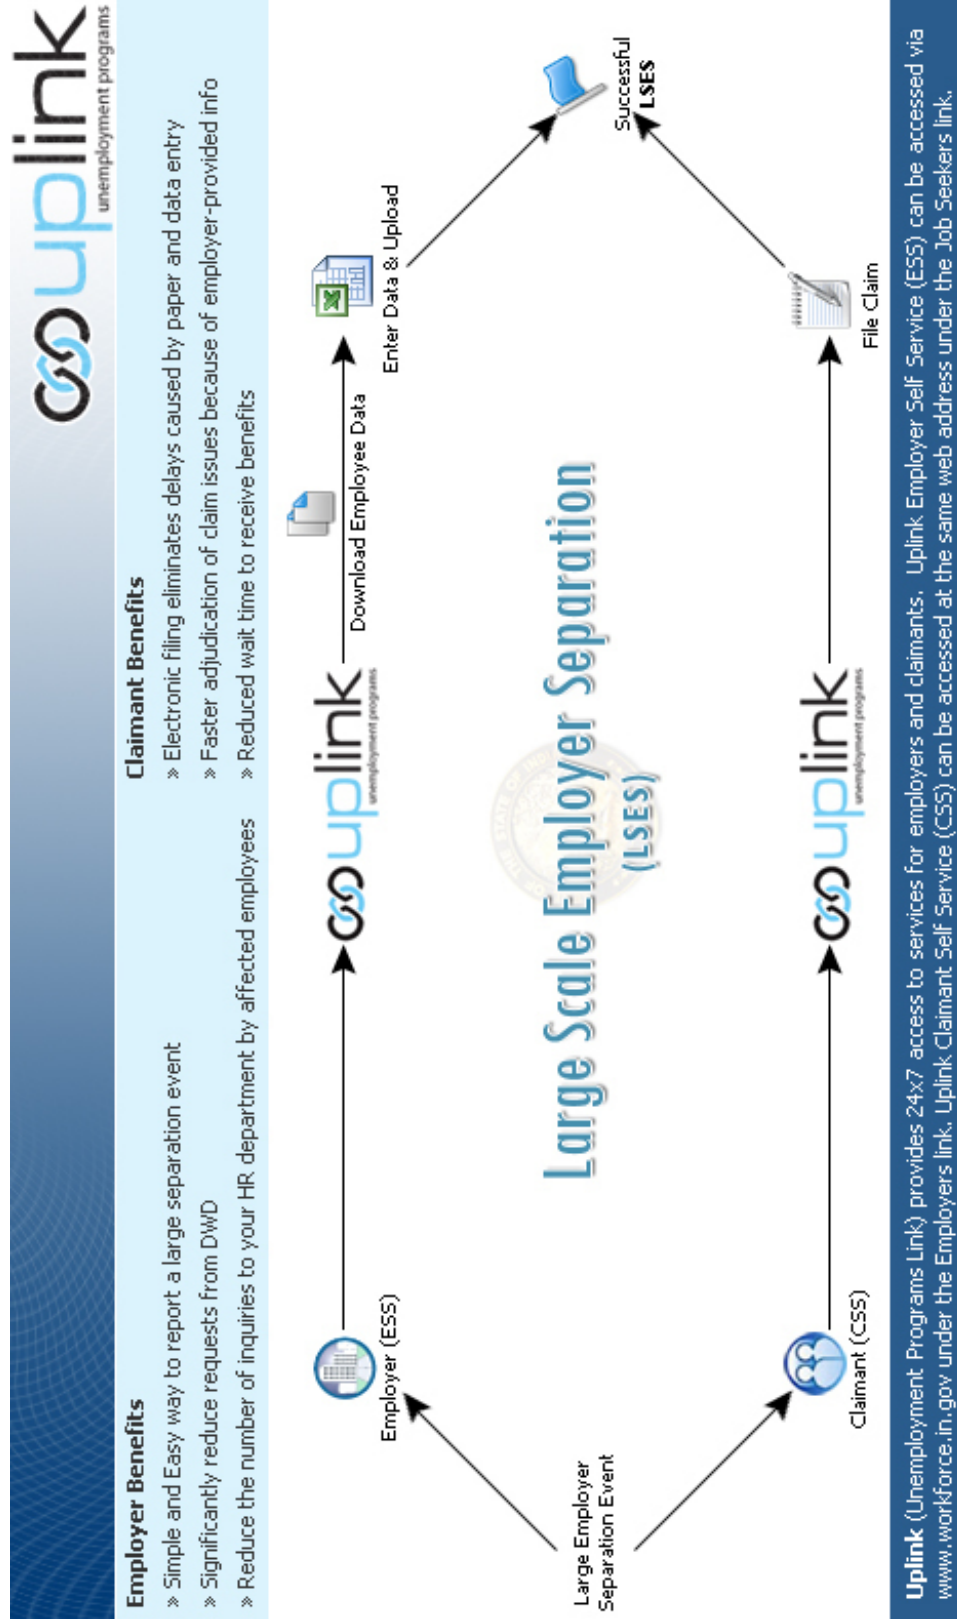 uplink
unemployment programs
Employer Benefits
» Simple and Easy way to report a large separation event
» Significantly reduce requests from DWD
» Reduce the number of inquiries to your HR department by affected employees
Claimant Benefits
» Electronic filing eliminates delays caused by paper and data entry
» Faster adjudication of claim issues because of employer-provided info
» Reduced wait time to receive benefits
Large Employer
Separation Event
Employer (ESS)
uplink
unemployment programs
Download Employee Data
Enter Data & Upload
Large Scale Employer Separation
(LSES)
Successful
LSES
Claimant (CSS)
uplink
unemployment programs
File Claim
Uplink (Unemployment Programs Link) provides 24x7 access to services for employers and claimants. Uplink Employer Self Service (ESS) can be accessed via
www.workforce.in.gov under the Employers link. Uplink Claimant Self Service (CSS) can be accessed at the same web address under the Job Seekers link.